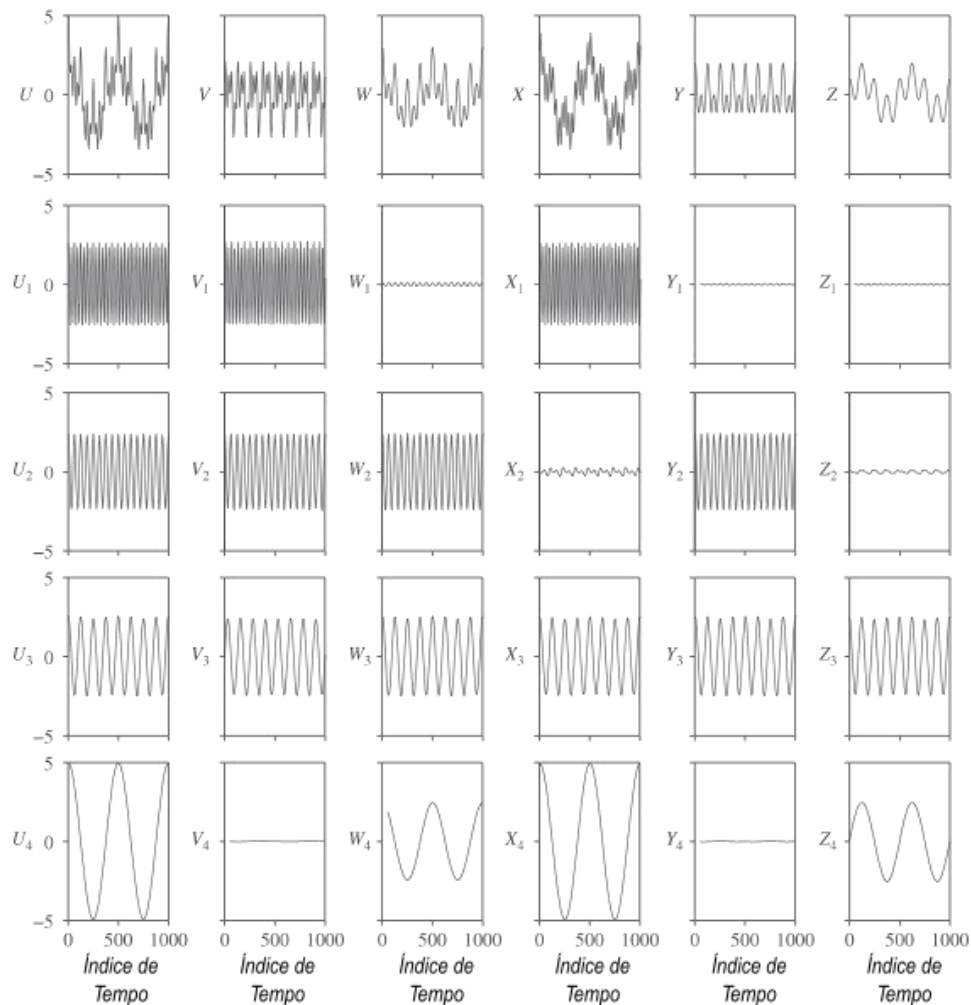 5
U V W X Y Z
0
−5
5
U1 V1 W1 X1 Y1 Z1
0
−5
5
U2 V2 W2 X2 Y2 Z2
0
−5
5
U3 V3 W3 X3 Y3 Z3
0
−5
5
U4 V4 W4 X4 Y4 Z4
0
−5
0 500 1000 0 500 1000 0 500 1000 0 500 1000 0 500 1000 0 500 1000
Índice de Índice de Índice de Índice de Índice de Índice de
Tempo Tempo Tempo Tempo Tempo Tempo